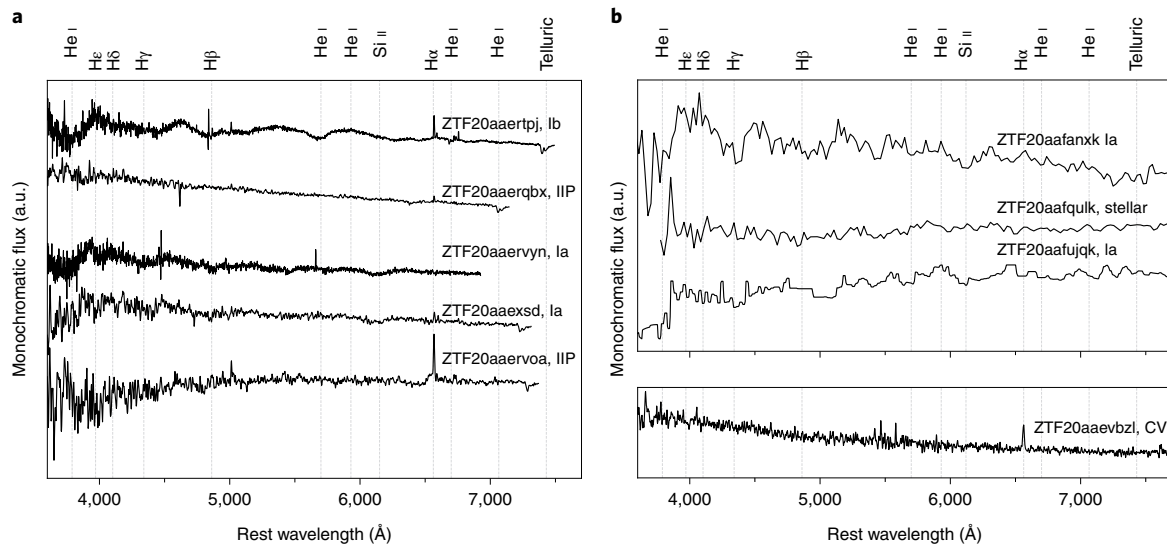 a
He I
Hε
Hδ
Hγ
Hβ
He I
He I
Si II
Hα
He I
He I
Telluric
Monochromatic flux (a.u.)
ZTF20aaertpj, Ib
ZTF20aaerqbx, IIP
ZTF20aaervyn, Ia
ZTF20aaexsd, Ia
ZTF20aaervoa, IIP
4,000
5,000
6,000
7,000
Rest wavelength (Å)
b
He I
Hε
Hδ
Hγ
Hβ
He I
He I
Si II
Hα
He I
He I
Telluric
Monochromatic flux (a.u.)
ZTF20aafanxk Ia
ZTF20aafqulk, stellar
ZTF20aafujqk, Ia
ZTF20aaevbzl, CV
4,000
5,000
6,000
7,000
Rest wavelength (Å)